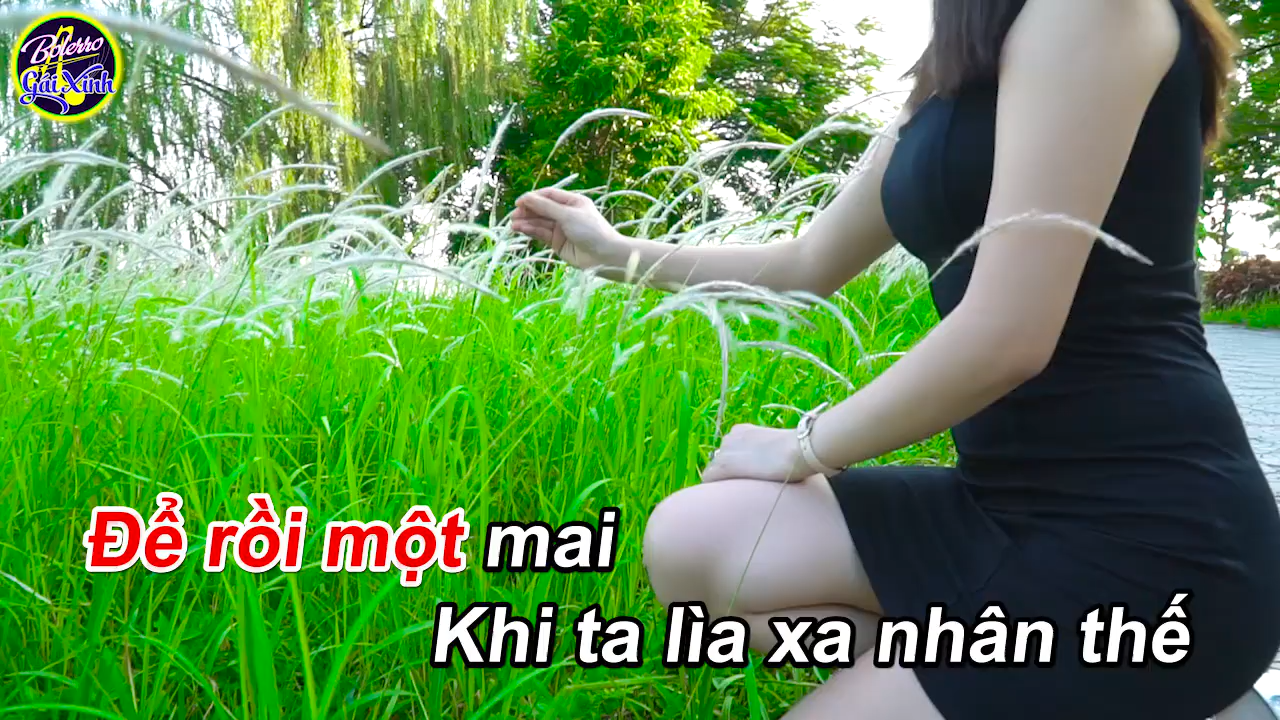 Bolerro
Gái Xinh
Để rồi một mai
Khi ta lìa xa nhân thế